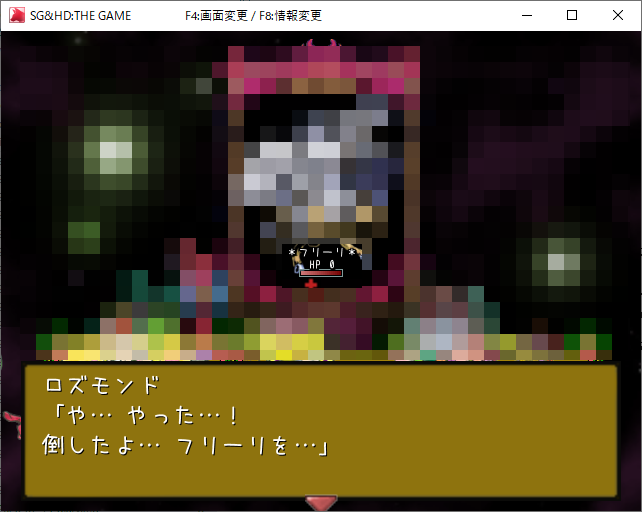 SG&HD:THE GAME F4:画面変更 / F8:情報変更
*フリーリ*
HP 0
ロズモンド
「や… やった…！
倒したよ… フリーリを…」